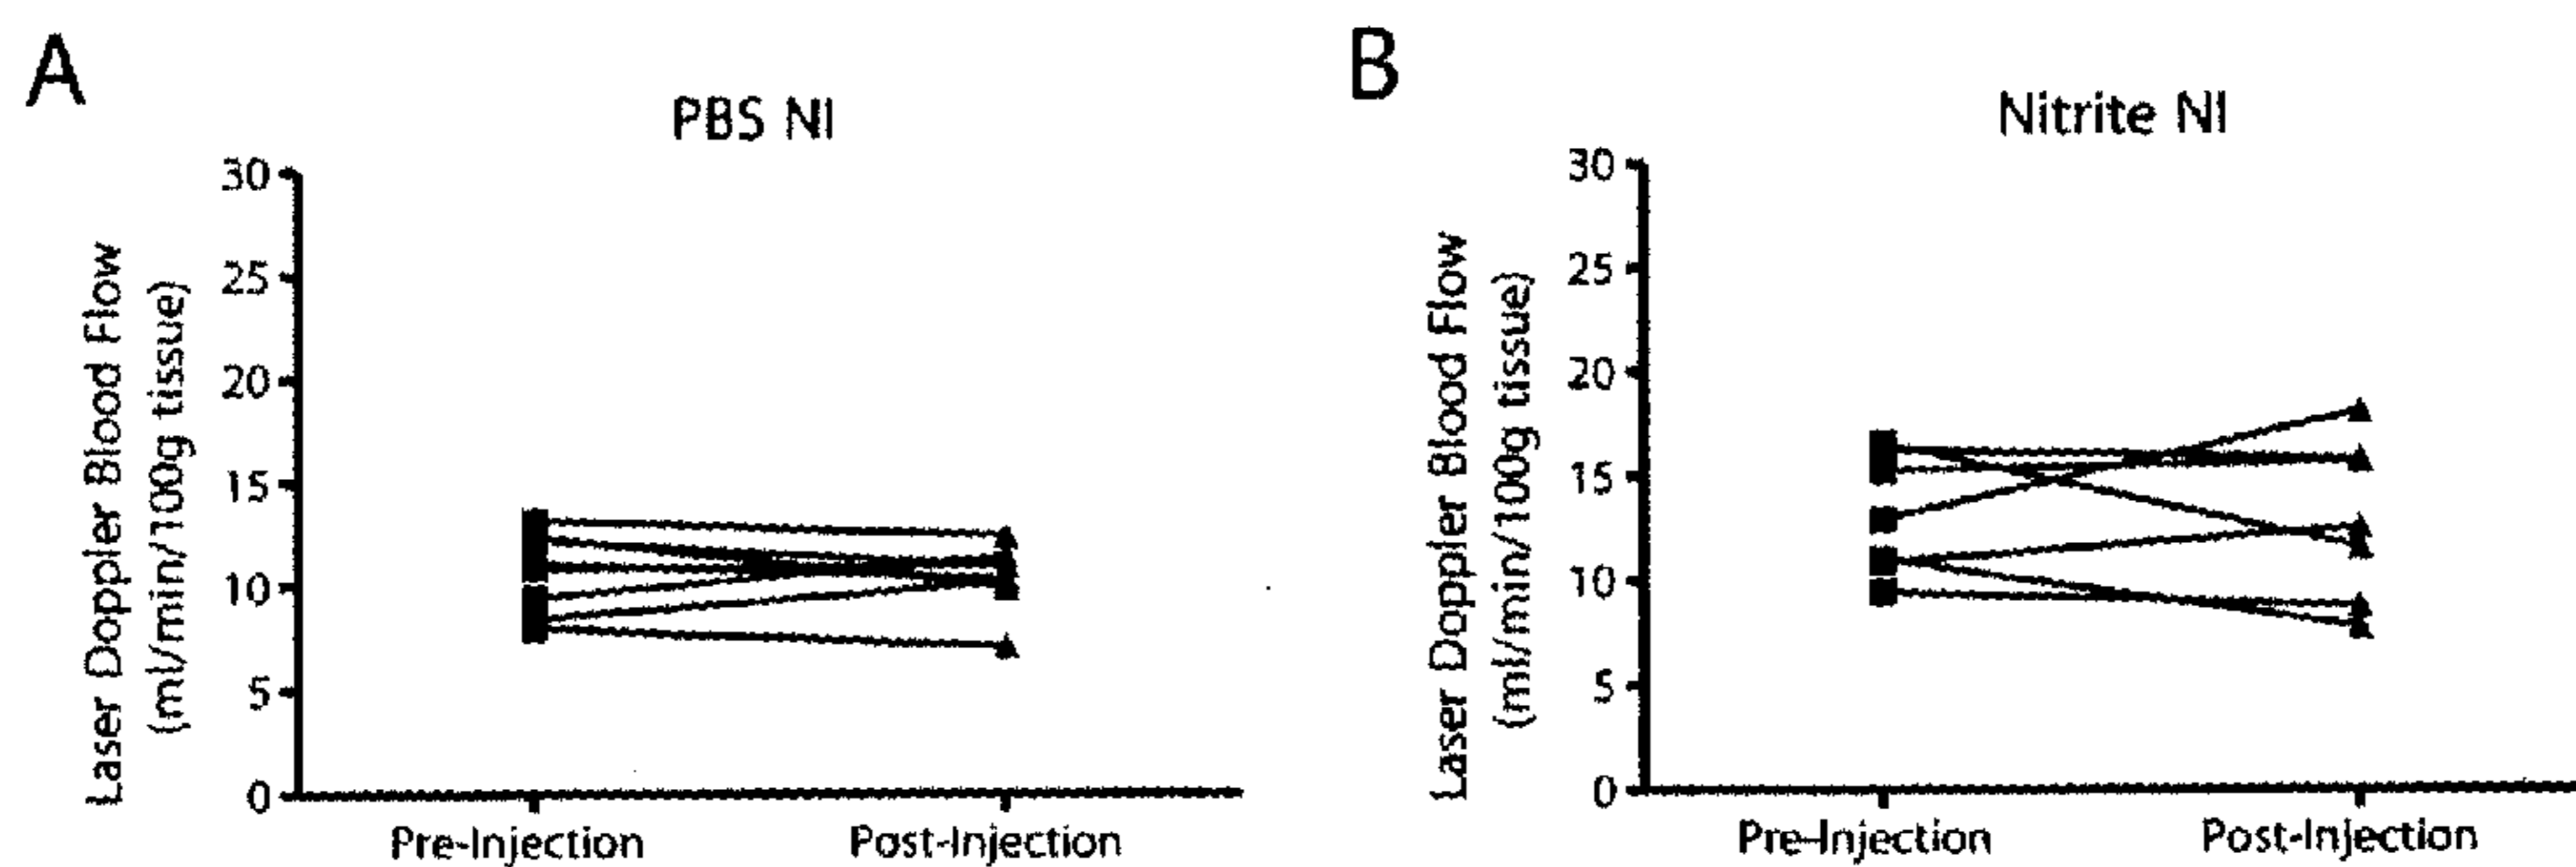 A
PBS NI
30
25
20
15
10
5
0
Laser Doppler Blood Flow
(ml/min/100g tissue)
Pre-Injection
Post-Injection
B
Nitrite NI
30
25
20
15
10
5
0
Laser Doppler Blood Flow
(ml/min/100g tissue)
Pre-Injection
Post-Injection